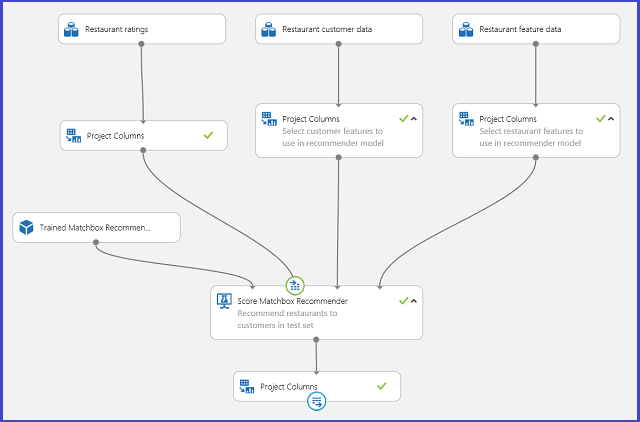 Restaurant ratings
Restaurant customer data
Restaurant feature data
Project Columns
Project Columns
Select customer features to
use in recommender model
Project Columns
Select restaurant features to
use in recommender model
Trained Matchbox Recommen...
Score Matchbox Recommender
Recommend restaurants to
customers in test set
Project Columns